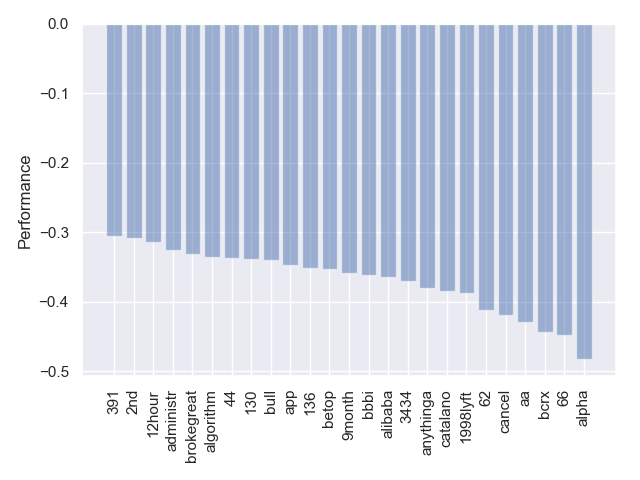 0.0
−0.1
−0.2
−0.3
−0.4
−0.5
Performance
391
2nd
12hour
administr
brokegreat
algorithm
44
130
bull
app
136
betop
9month
bbbi
alibaba
3434
anythinga
catalano
1998lyft
62
cancel
aa
bcrx
66
alpha